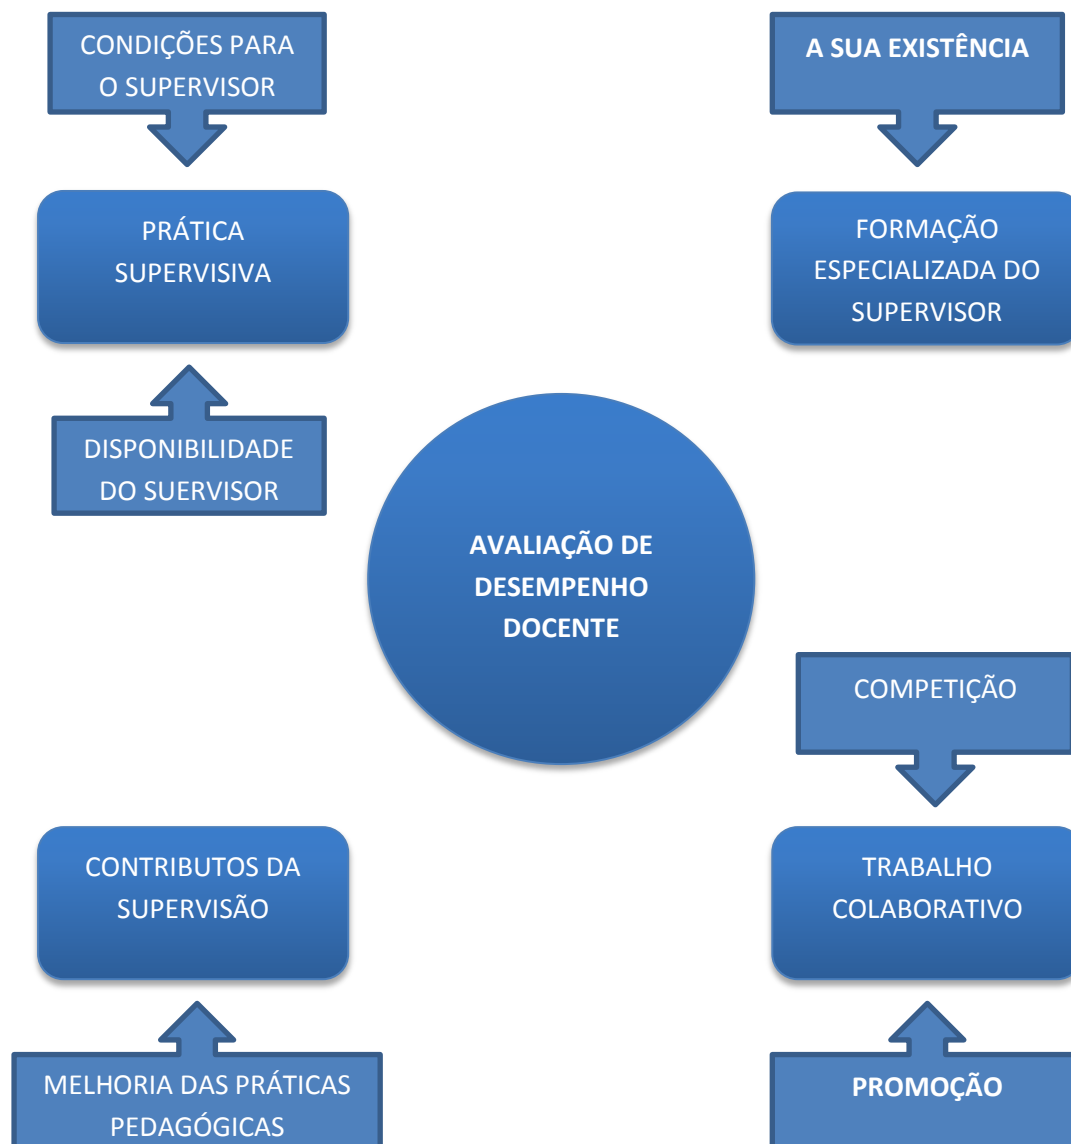 CONDIÇÕES PARA
O SUPERVISOR
A SUA EXISTÊNCIA
PRÁTICA
SUPERVISIVA
FORMAÇÃO
ESPECIALIZADA DO
SUPERVISOR
DISPONIBILIDADE
DO SUERVISOR
AVALIAÇÃO DE
DESEMPENHO
DOCENTE
COMPETIÇÃO
CONTRIBUTOS DA
SUPERVISÃO
TRABALHO
COLABORATIVO
MELHORIA DAS PRÁTICAS
PEDAGÓGICAS
PROMOÇÃO